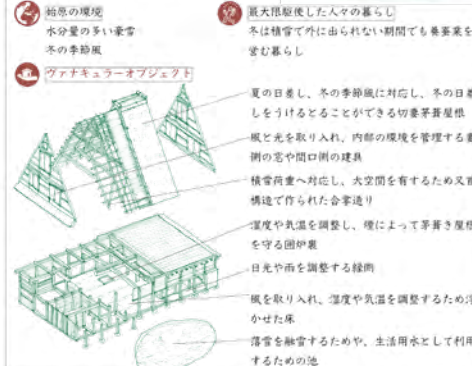 始原の環境
水分量の多い豪雪
冬の季節風
最大限駆使した人々の暮らし
冬は積雪で外に出られない期間でも養蚕業を
営む暮らし
ヴァナキュラーオブジェクト
夏の日差し、冬の季節風に対応し、冬の日差
しをうけるとることができる切妻茅葺屋根
風と光を取り入れ、内部の環境を管理する妻
側の窓や間口側の建具
積雪荷重へ対応し、大空間を有するため又首
構造で作られた合掌造り
湿度や気温を調整し、煙によって茅葺き屋根
を守る囲炉裏
日光や雨を調整する縁側
風を取り入れ、湿度や気温を調整するため浮
かせた床
落雪を融雪するためや、生活用水として利用
するための池